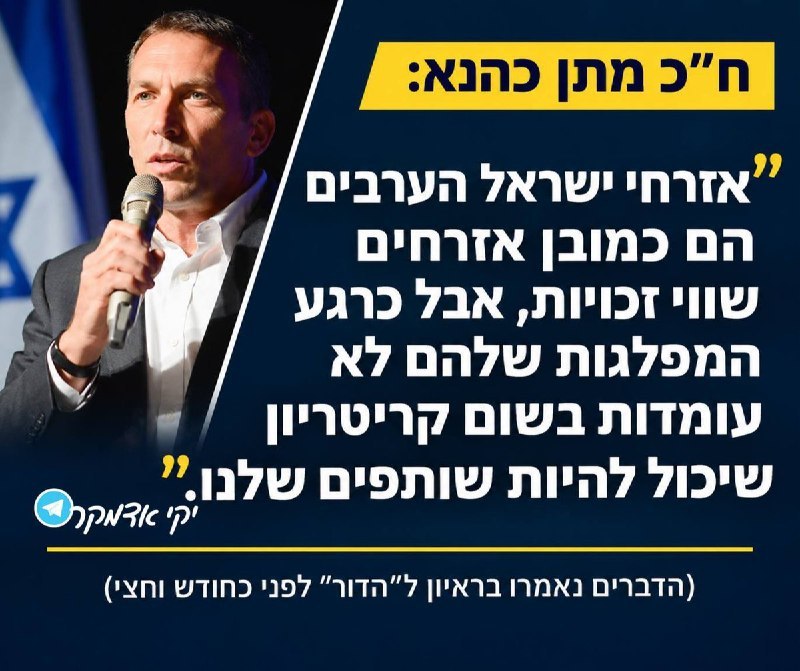 ח"כ מתן כהנא:
"אזרחי ישראל הערבים
הם כמובן אזרחים
שווי זכויות, אבל כרגע
המפלגות שלהם לא
עומדות בשום קריטריון
שיכול להיות שותפים שלנו."
יקי אדמקר
(הדברים נאמרו בראיון ל"הדור" לפני כחודש וחצי)